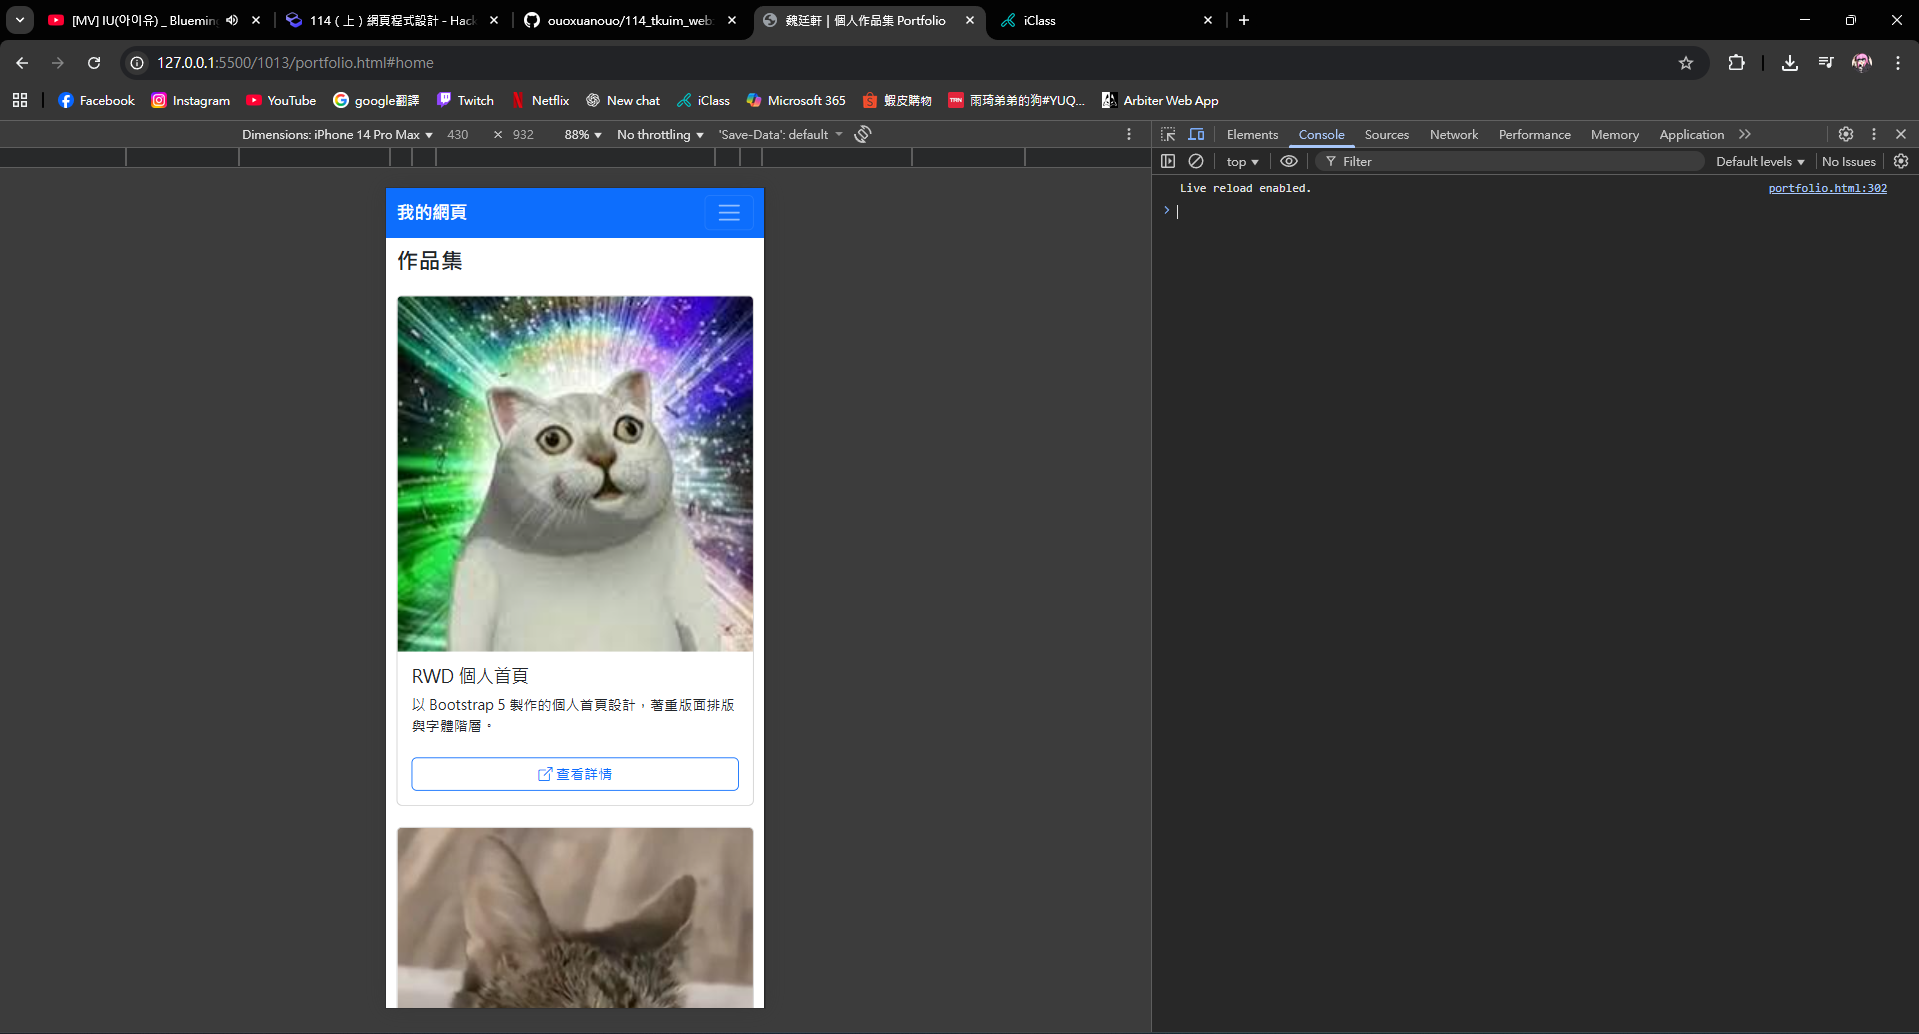 [MV] IU(아이유) _ Blueming
114（上）網頁程式設計 - Hack
ouoxuanouo/114_tkuim_web
魏廷軒 | 個人作品集 Portfolio
iClass
127.0.0.1:5500/1013/portfolio.html#home
Facebook
Instagram
YouTube
google翻譯
Twitch
Netflix
New chat
iClass
Microsoft 365
蝦皮購物
雨琦弟弟的狗#YUQ...
Arbiter Web App
Dimensions: iPhone 14 Pro Max 430 × 932 88% No throttling 'Save-Data': default
Elements Console Sources Network Performance Memory Application
top Filter Default levels No Issues
Live reload enabled. portfolio.html:302
我的網頁
作品集
RWD 個人首頁
以 Bootstrap 5 製作的個人首頁設計，著重版面排版
與字體階層。
查看詳情